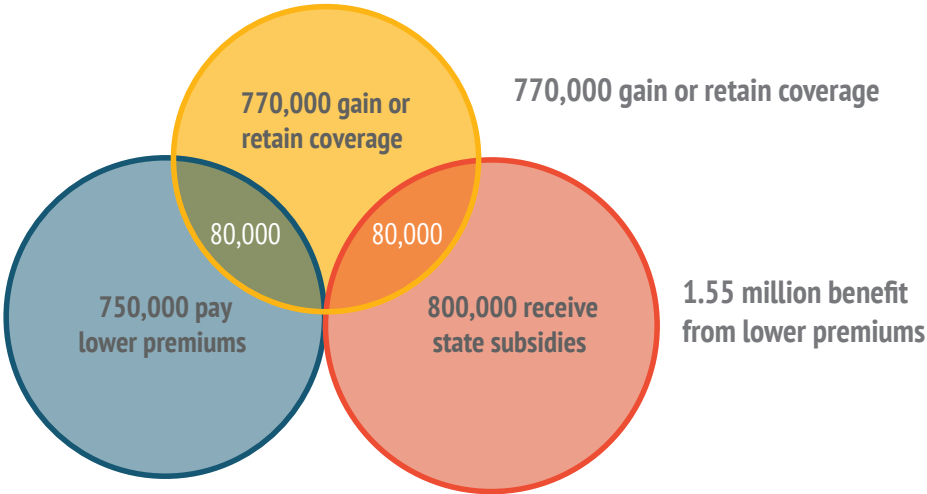 770,000 gain or
retain coverage
770,000 gain or retain coverage
80,000
80,000
750,000 pay
lower premiums
800,000 receive
state subsidies
1.55 million benefit
from lower premiums